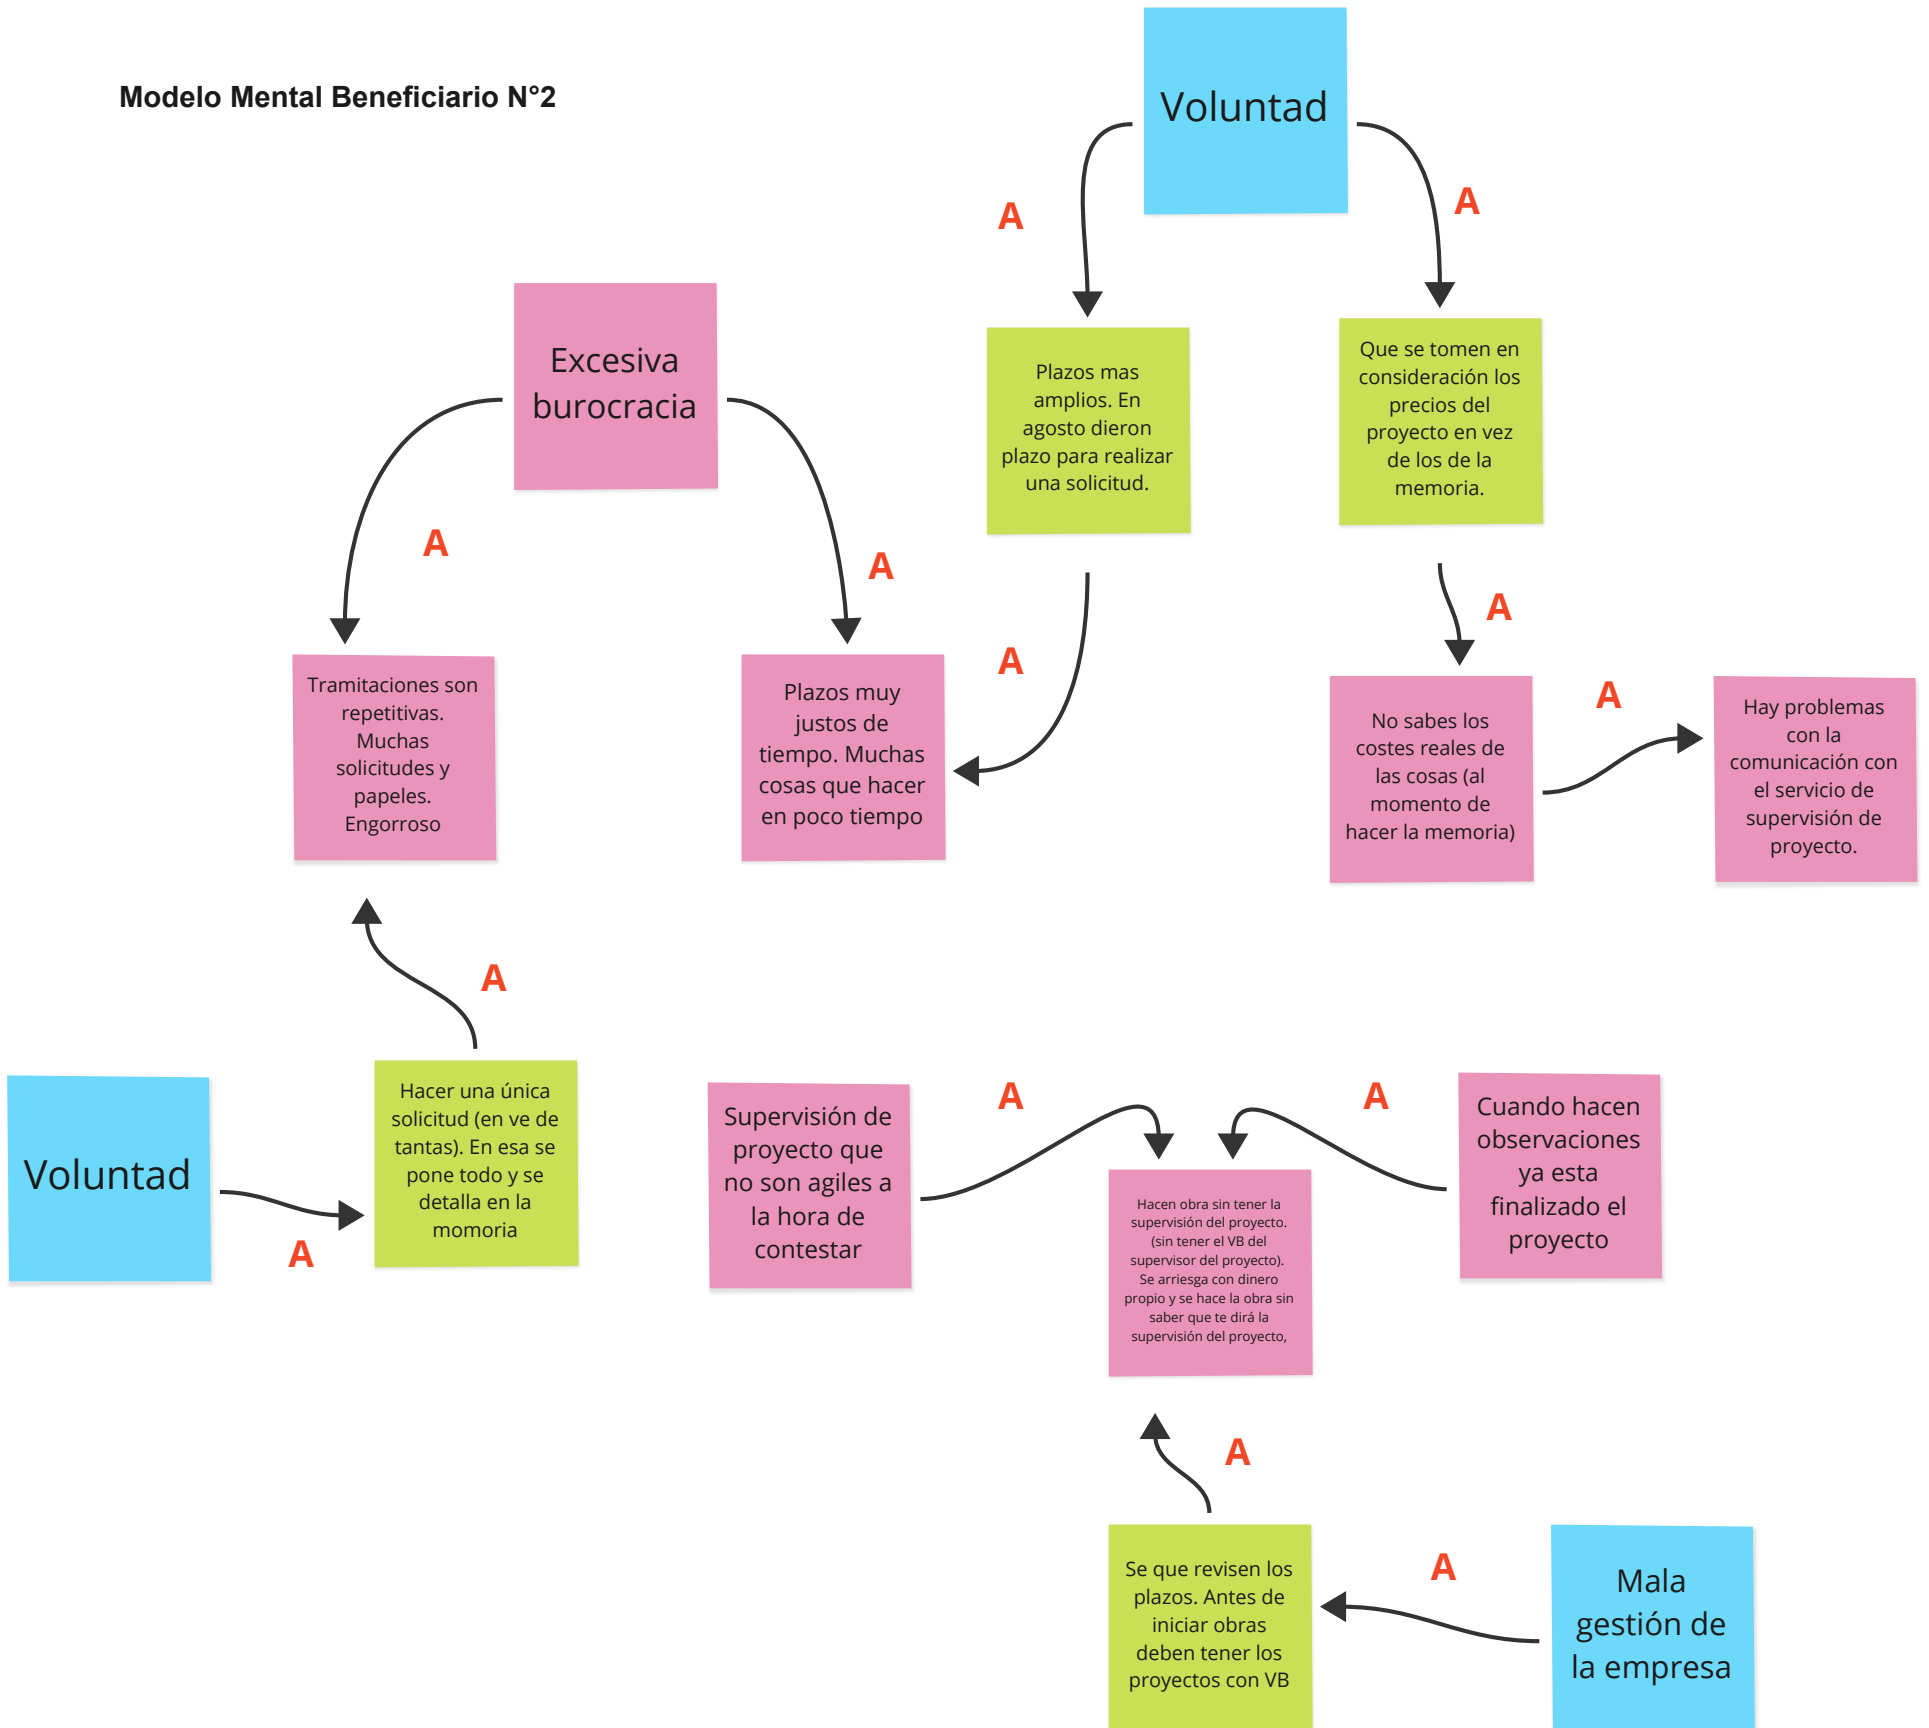 Modelo Mental Beneficiario N°2
Voluntad
A
A
Excesiva
burocracia
Plazos mas
amplios. En
agosto dieron
plazo para realizar
una solicitud.
Que se tomen en
consideración los
precios del
proyecto en vez
de los de la
memoria.
A
A
A
A
Tramitaciones son
repetitivas.
Muchas
solicitudes y
papeles.
Engorroso
Plazos muy
justos de
tiempo. Muchas
cosas que hacer
en poco tiempo
No sabes los
costes reales de
las cosas (al
momento de
hacer la memoria)
A
Hay problemas
con la
comunicación con
el servicio de
supervisión de
proyecto.
A
Voluntad
A
Hacer una única
solicitud (en ve de
tantas). En esa se
pone todo y se
detalla en la
momoria
Supervisión de
proyecto que
no son agiles a
la hora de
contestar
A
A
Cuando hacen
observaciones
ya esta
finalizado el
proyecto
Hacen obra sin tener la
supervisión del proyecto.
(sin tener el VB del
supervisor del proyecto).
Se arriesga con dinero
propio y se hace la obra sin
saber que te dirá la
supervisión del proyecto,
A
Se que revisen los
plazos. Antes de
iniciar obras
deben tener los
proyectos con VB
A
Mala
gestión de
la empresa